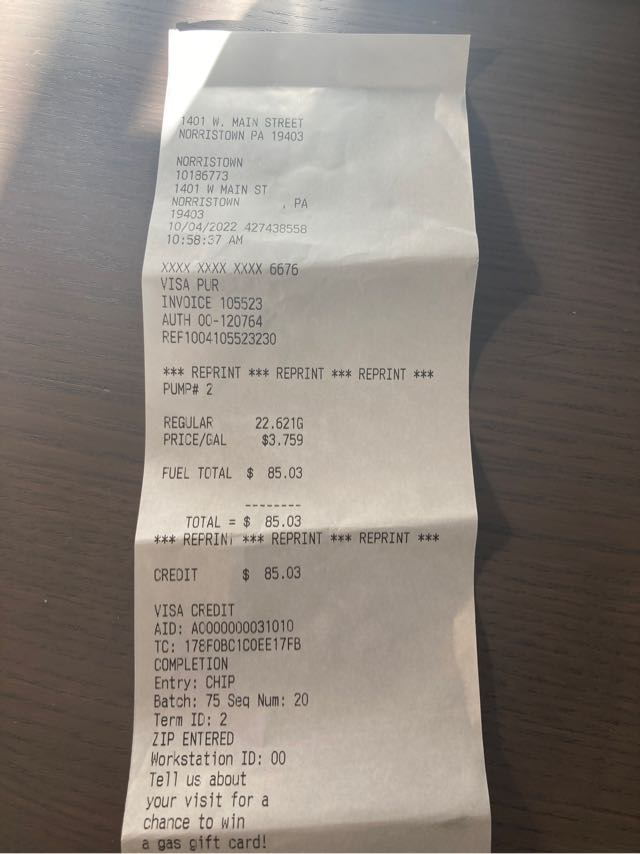 1401 W. MAIN STREET
NORRISTOWN PA 19403
NORRISTOWN
10186773
1401 W MAIN ST
NORRISTOWN , PA
19403
10/04/2022 427438558
10:58:37 AM
XXXX XXXX XXXX 6676
VISA PUR
INVOICE 105523
AUTH 00-120764
REF1004105523230
*** REPRINT *** REPRINT *** REPRINT ***
PUMP# 2
REGULAR 22.621G
PRICE/GAL $3.759
FUEL TOTAL $ 85.03
--------
TOTAL = $ 85.03
*** REPRINT *** REPRINT *** REPRINT ***
CREDIT $ 85.03
VISA CREDIT
AID: A0000000031010
TC: 178F0BC1C0EE17FB
COMPLETION
Entry: CHIP
Batch: 75 Seq Num: 20
Term ID: 2
ZIP ENTERED
Workstation ID: 00
Tell us about
your visit for a
chance to win
a gas gift card!